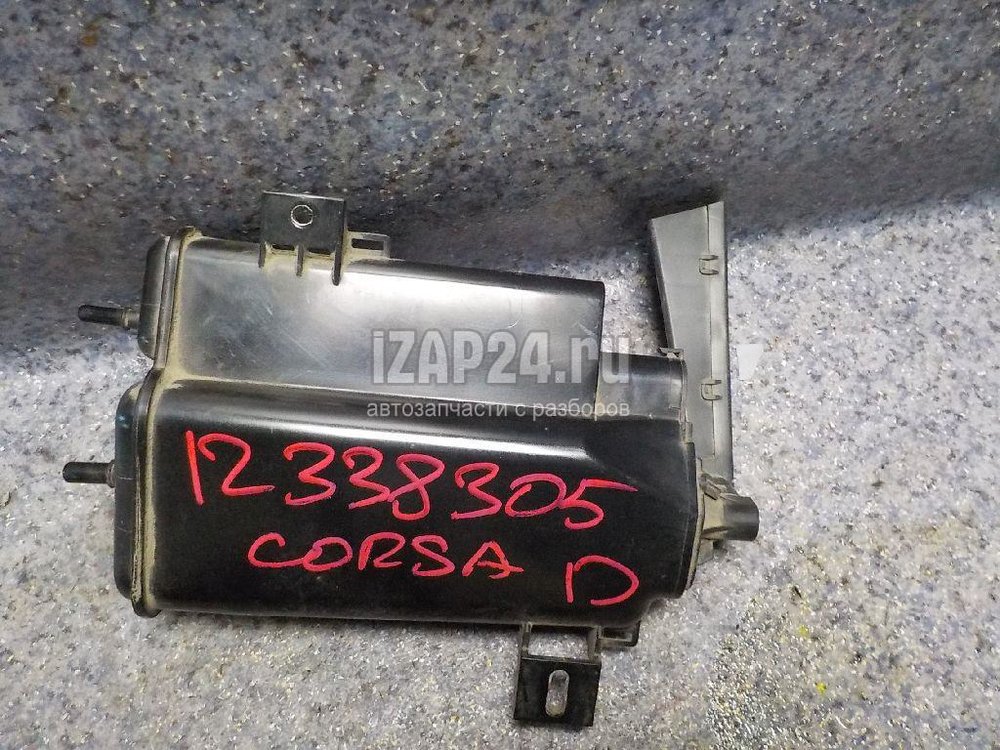 iZAP24.ru
автозапчасти с разборов
12338305
CORSA D